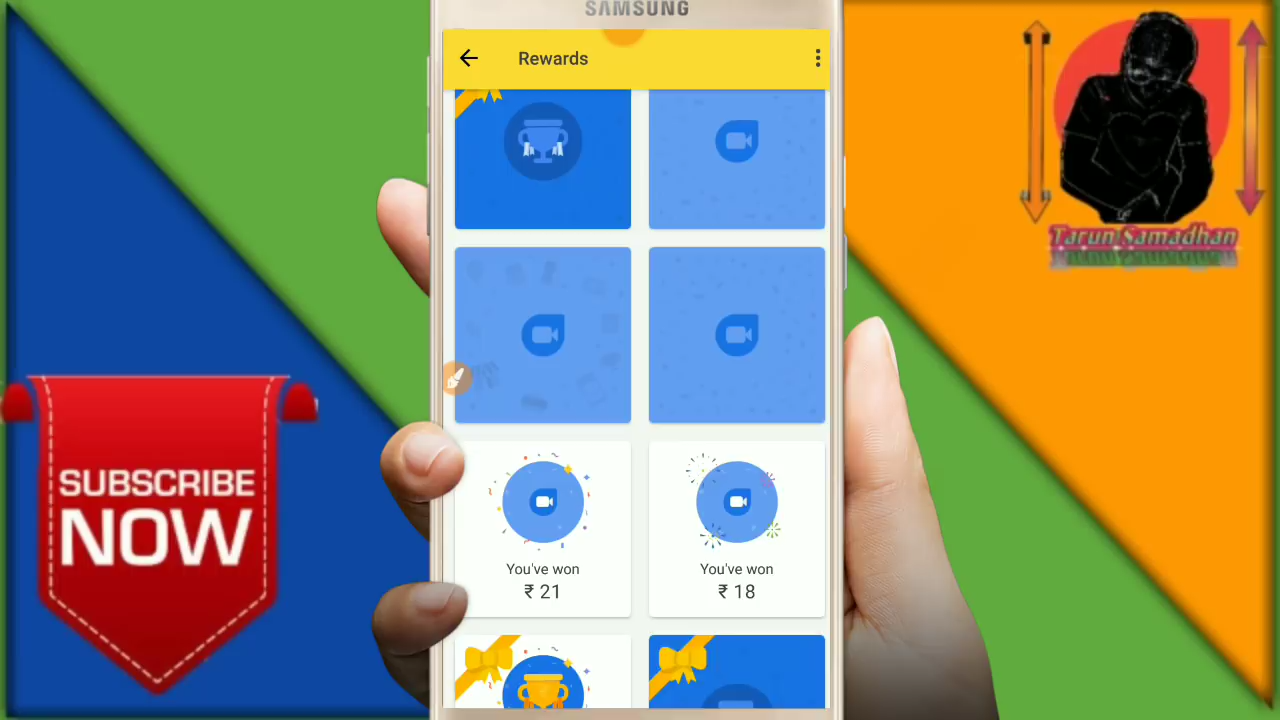 SAMSUNG
Rewards
Tarun Samadhan
SUBSCRIBE
NOW
You've won
₹ 21
You've won
₹ 18